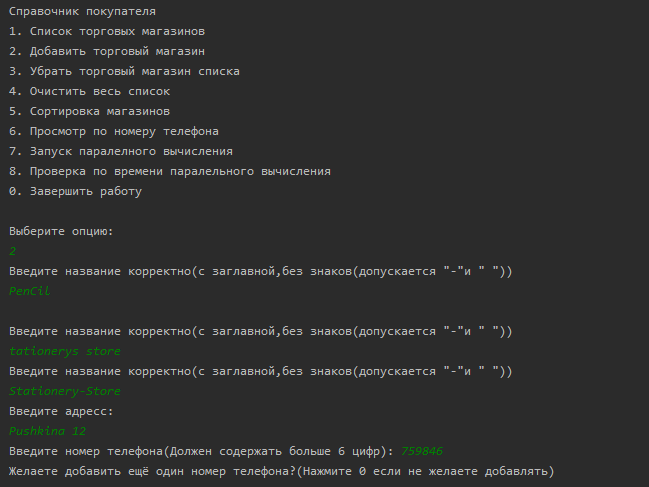 Справочник покупателя
1. Список торговых магазинов
2. Добавить торговый магазин
3. Убрать торговый магазин списка
4. Очистить весь список
5. Сортировка магазинов
6. Просмотр по номеру телефона
7. Запуск паралелного вычисления
8. Проверка по времени паралельного вычисления
0. Завершить работу
Выберите опцию:
2
Введите название корректно(с заглавной,без знаков(допускается "-"и " "))
PenCil
Введите название корректно(с заглавной,без знаков(допускается "-"и " "))
tationerys store
Введите название корректно(с заглавной,без знаков(допускается "-"и " "))
Stationery-Store
Введите адресс:
Pushkina 12
Введите номер телефона(Должен содержать больше 6 цифр): 759846
Желаете добавить ещё один номер телефона?(Нажмите 0 если не желаете добавлять)